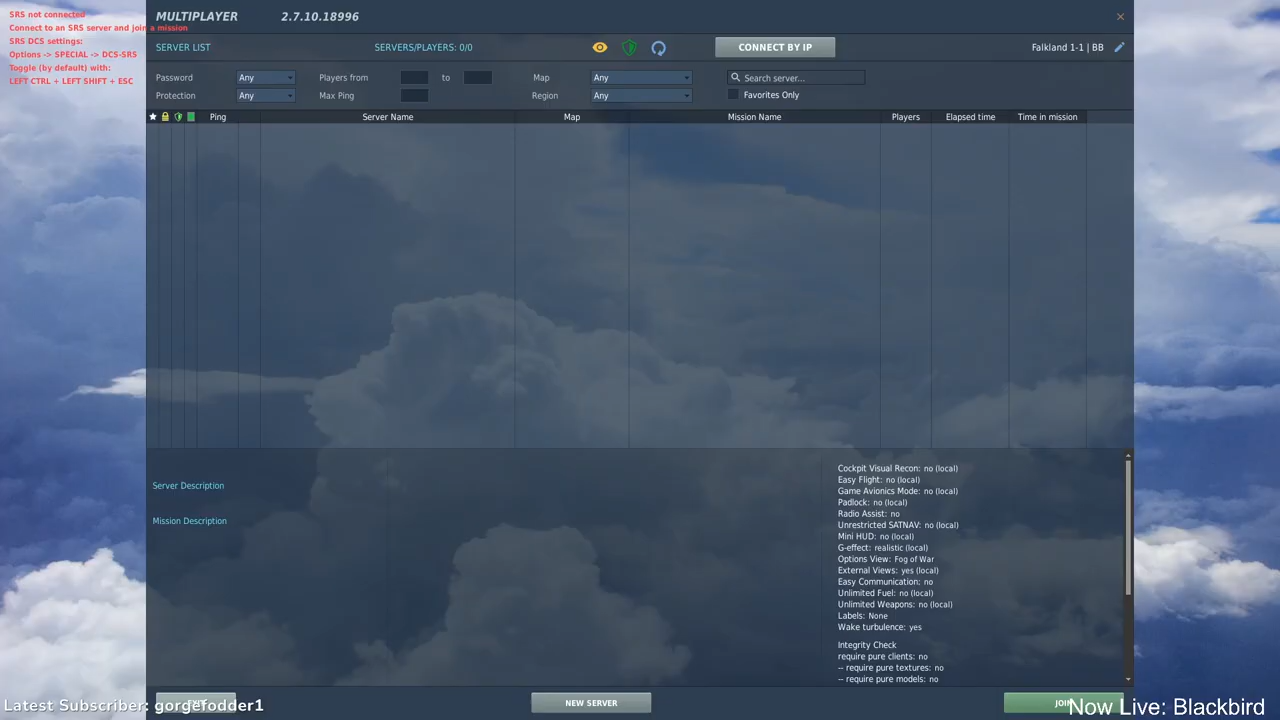 SRS not connected
Connect to an SRS server and join a mission
SRS DCS settings:
Options -> SPECIAL -> DCS-SRS
Toggle (by default) with:
LEFT CTRL + LEFT SHIFT + ESC
MULTIPLAYER 2.7.10.18996
SERVER LIST SERVERS/PLAYERS: 0/0 CONNECT BY IP Falkland 1-1 | BB
Password Any Players from to Map Any Search server...
Protection Any Max Ping Region Any Favorites Only
Ping Server Name Map Mission Name Players Elapsed time Time in mission
Server Description
Mission Description
Cockpit Visual Recon: no (local)
Easy Flight: no (local)
Game Avionics Mode: no (local)
Padlock: no (local)
Radio Assist: no
Unrestricted SATNAV: no (local)
Mini HUD: no (local)
G-effect: realistic (local)
Options View: Fog of War
External Views: yes (local)
Easy Communication: no
Unlimited Fuel: no (local)
Unlimited Weapons: no (local)
Labels: None
Wake turbulence: yes
Integrity Check
require pure clients: no
-- require pure textures: no
-- require pure models: no
NEW SERVER
Latest Subscriber: gorgefodder1
Now Live: Blackbird